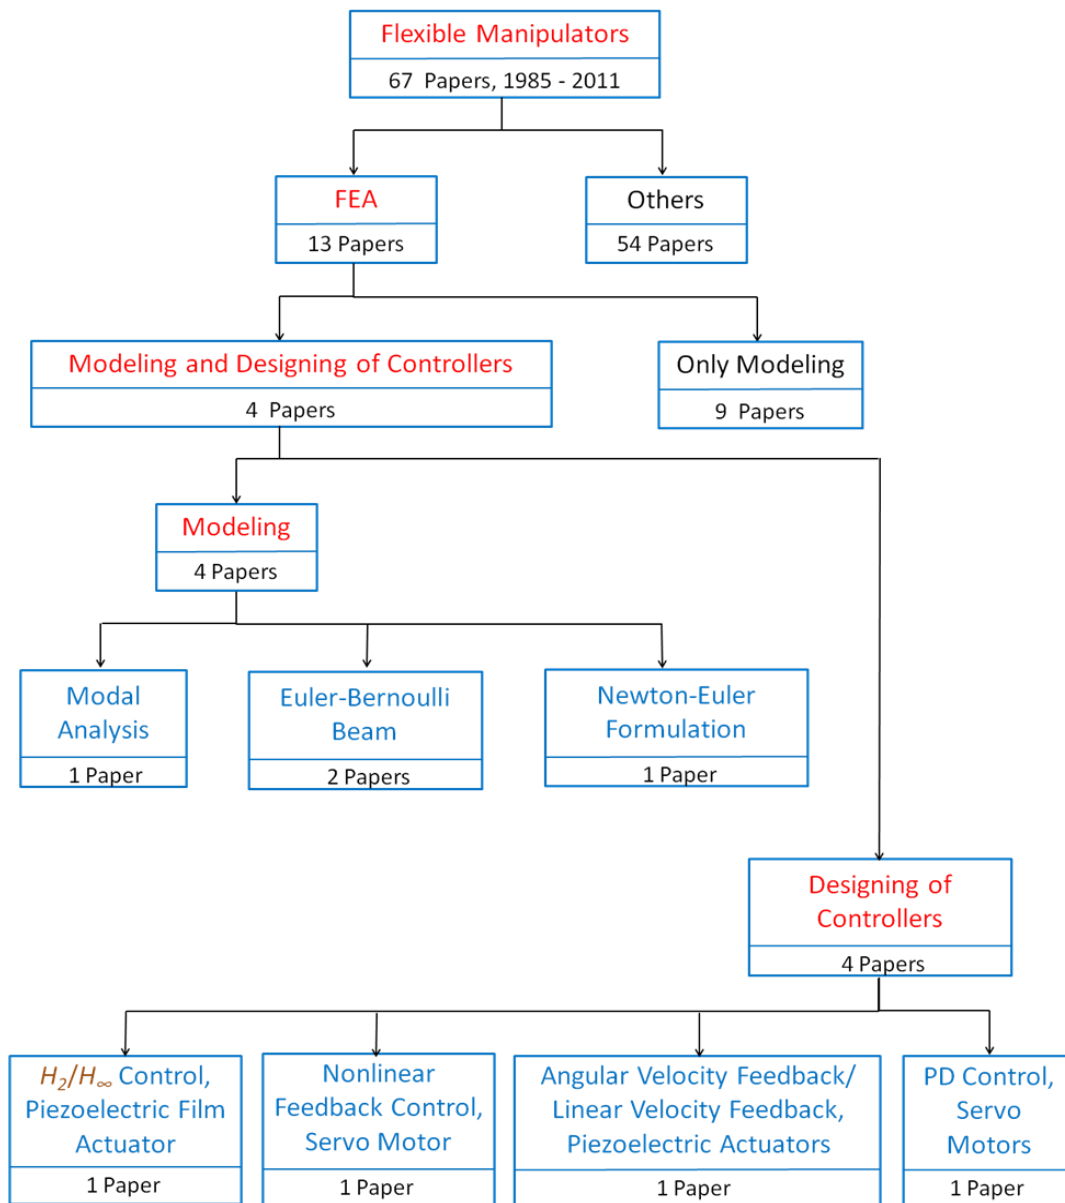 Flexible Manipulators
67 Papers, 1985 - 2011
FEA
13 Papers
Others
54 Papers
Modeling and Designing of Controllers
4 Papers
Only Modeling
9 Papers
Modeling
4 Papers
Modal
Analysis
1 Paper
Euler-Bernoulli
Beam
2 Papers
Newton-Euler
Formulation
1 Paper
Designing of
Controllers
4 Papers
H₂/H∞ Control,
Piezoelectric Film
Actuator
1 Paper
Nonlinear
Feedback Control,
Servo Motor
1 Paper
Angular Velocity Feedback/
Linear Velocity Feedback,
Piezoelectric Actuators
1 Paper
PD Control,
Servo
Motors
1 Paper